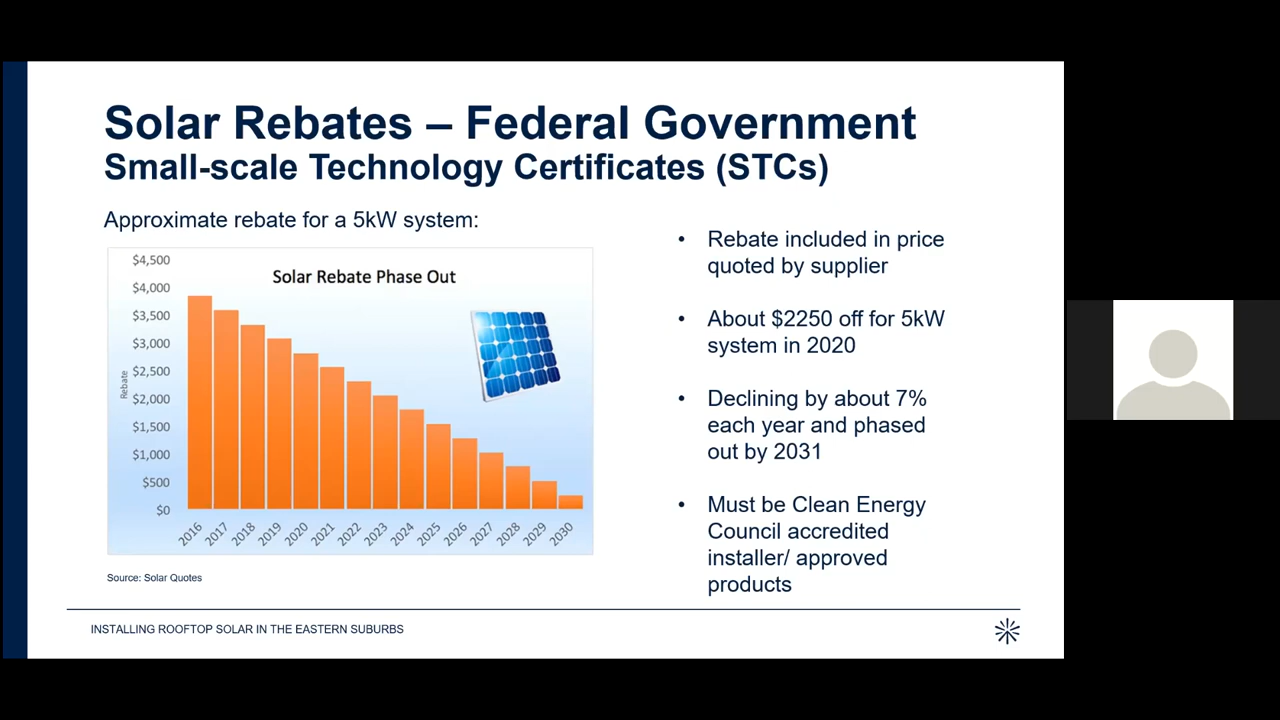 Solar Rebates – Federal Government
Small-scale Technology Certificates (STCs)
Approximate rebate for a 5kW system:
Solar Rebate Phase Out
$4,500
$4,000
$3,500
$3,000
$2,500
$2,000
$1,500
$1,000
$500
$0
Rebate
2016
2017
2018
2019
2020
2021
2022
2023
2024
2025
2026
2027
2028
2029
2030
Source: Solar Quotes
• Rebate included in price
quoted by supplier
• About $2250 off for 5kW
system in 2020
• Declining by about 7%
each year and phased
out by 2031
• Must be Clean Energy
Council accredited
installer/ approved
products
INSTALLING ROOFTOP SOLAR IN THE EASTERN SUBURBS